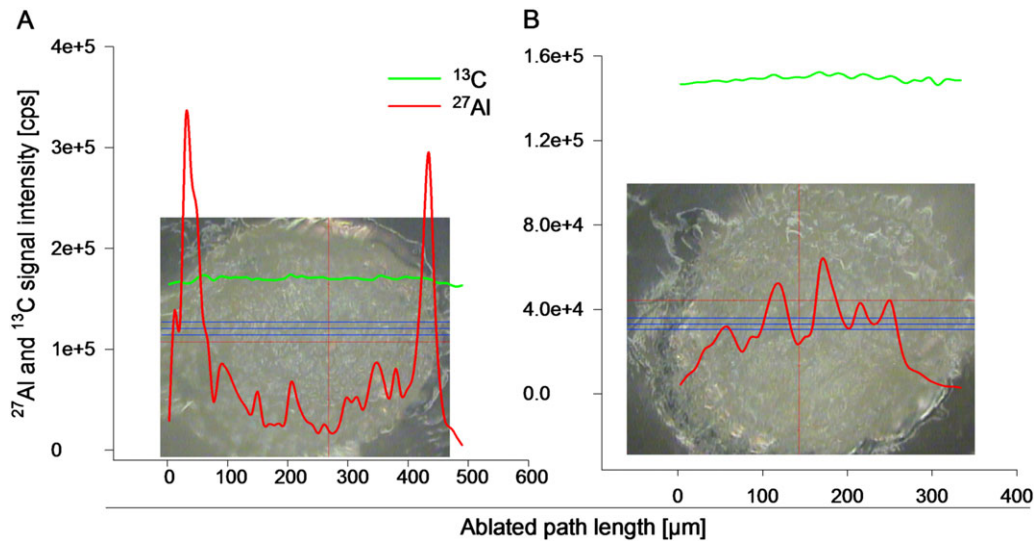 A
B
²⁷Al and ¹³C signal intensity [cps]
4e+5
3e+5
2e+5
1e+5
0
¹³C
²⁷Al
0 100 200 300 400 500 600
1.6e+5
1.2e+5
8.0e+4
4.0e+4
0.0
0 100 200 300 400
Ablated path length [µm]